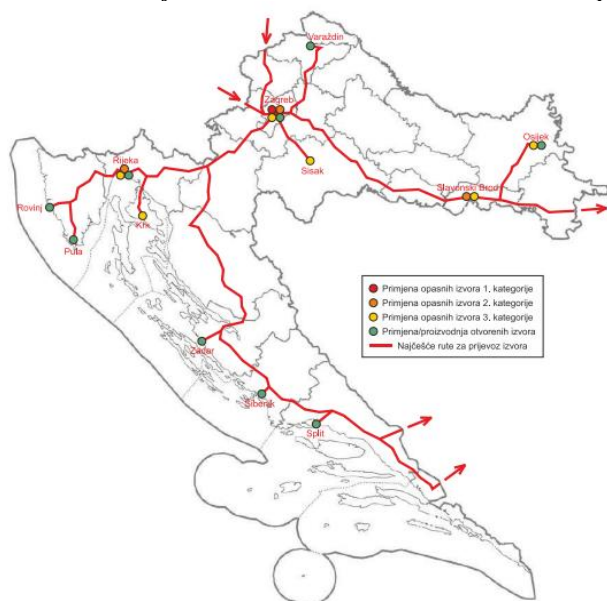 Varaždin
Zagreb
Osijek
Rijeka
Sisak
Slavonski Brod
Rovinj
Krk
Pula
Primjena opasnih izvora 1. kategorije
Primjena opasnih izvora 2. kategorije
Primjena opasnih izvora 3. kategorije
Primjena/proizvodnja otvorenih izvora
Najčešće rute za prijevoz izvora
Zadar
Šibenik
Split